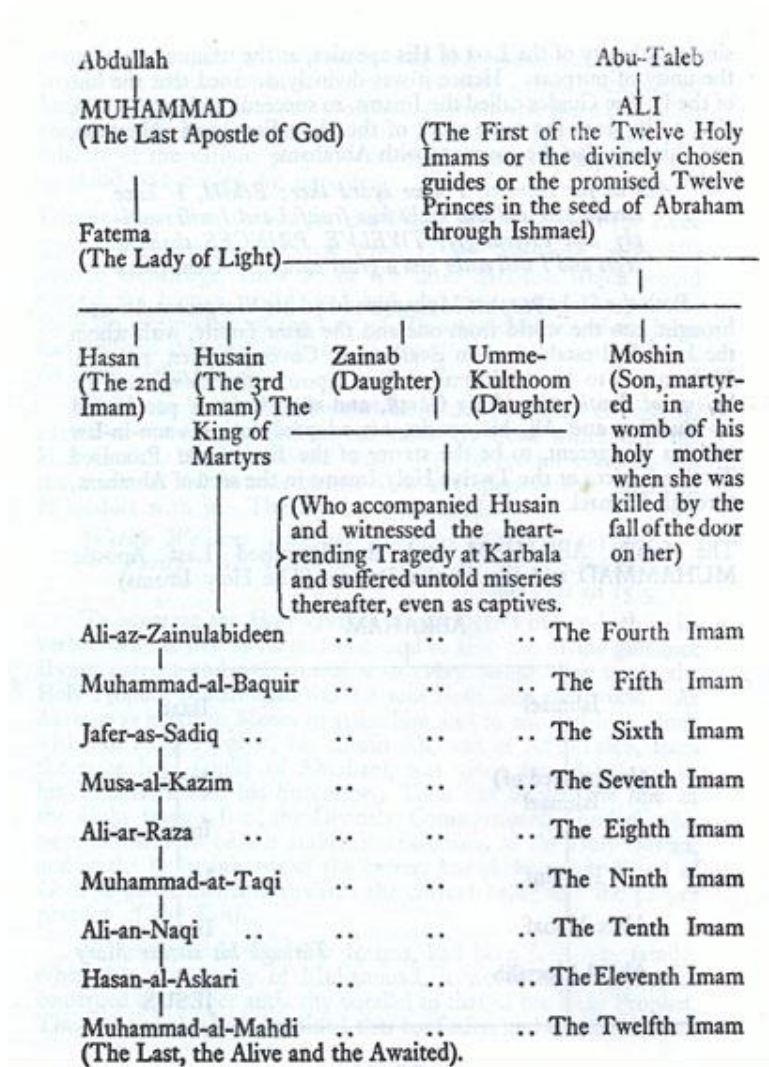 Abdullah
Abu-Taleb
MUHAMMAD
(The Last Apostle of God)
ALI
(The First of the Twelve Holy
Imams or the divinely chosen
guides or the promised Twelve
Princes in the seed of Abraham
through Ishmael)
Fatema
(The Lady of Light)
Hasan
(The 2nd
Imam)
Husain
(The 3rd
Imam) The
King of
Martyrs
Zainab
(Daughter)
Umme-
Kulthoom
(Daughter)
Moshin
(Son, martyr-
ed in the
womb of his
holy mother
when she was
killed by the
fall of the door
on her)
(Who accompanied Husain
and witnessed the heart-
rending Tragedy at Karbala
and suffered untold miseries
thereafter, even as captives.
Ali-az-Zainulabideen .. .. The Fourth Imam
Muhammad-al-Baquir .. .. .. The Fifth Imam
Jafer-as-Sadiq .. .. .. The Sixth Imam
Musa-al-Kazim .. .. .. The Seventh Imam
Ali-ar-Raza .. .. .. .. The Eighth Imam
Muhammad-at-Taqi .. .. .. The Ninth Imam
Ali-an-Naqi .. .. .. The Tenth Imam
Hasan-al-Askari .. .. .. The Eleventh Imam
Muhammad-al-Mahdi .. .. .. The Twelfth Imam
(The Last, the Alive and the Awaited).